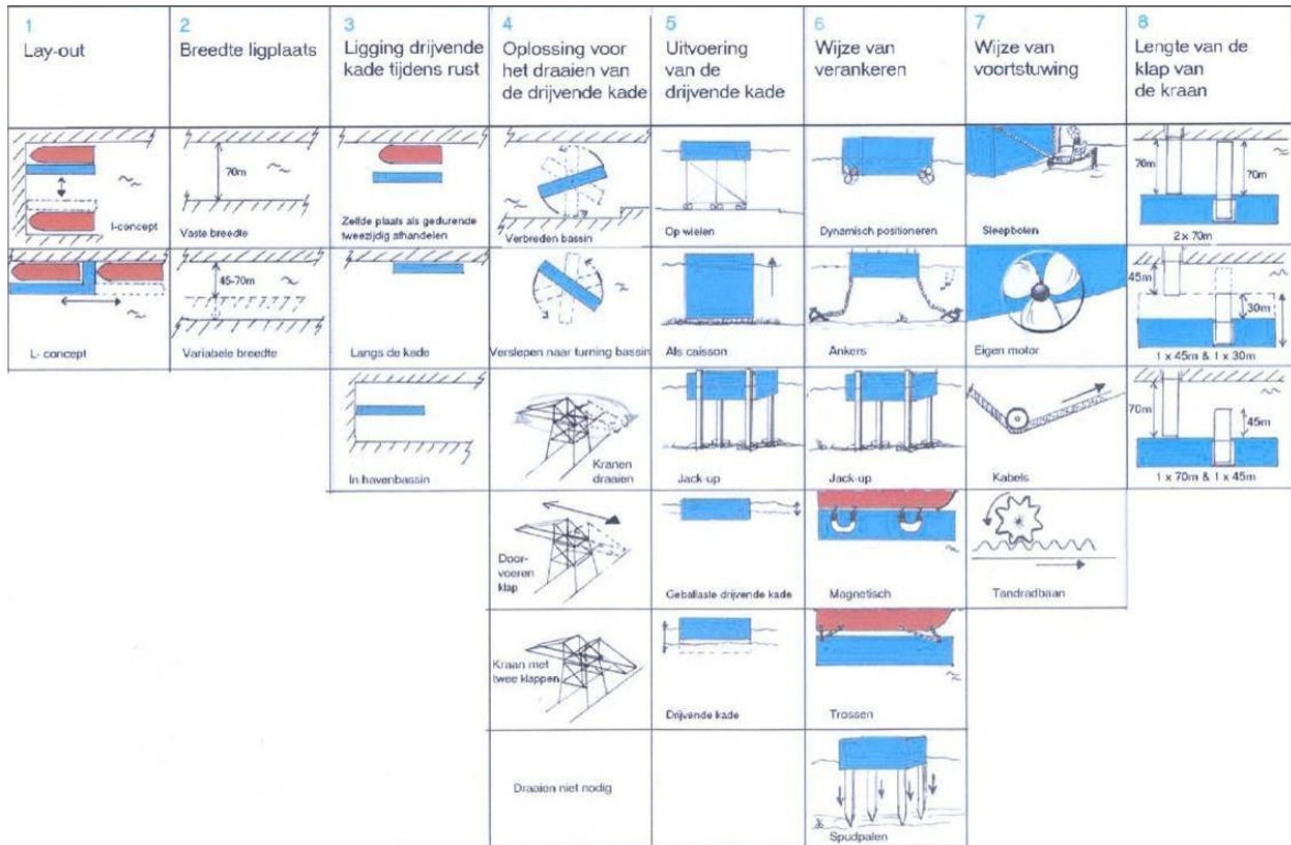 1
Lay-out
2
Breedte ligplaats
3
Ligging drijvende
kade tijdens rust
4
Oplossing voor
het draaien van
de drijvende kade
5
Uitvoering
van de
drijvende kade
6
Wijze van
verankeren
7
Wijze van
voortstuwing
8
Lengte van de
klap van
de kraan
I-concept
70m
Vaste breedte
Zelfde plaats als gedurende
tweezijdig afhandelen
Verbreden bassin
Op wielen
Dynamisch positioneren
Sleepboten
70m
70m
2 x 70m
L- concept
45-70m
Variabele breedte
Langs de kade
Verslepen naar turning bassin
Als caisson
Ankers
Eigen motor
45m
30m
1 x 45m & 1 x 30m
In havenbassin
Kranen
draaien
Jack-up
Jack-up
Kabels
70m
45m
1 x 70m & 1 x 45m
Door-
voeren
klap
Geballaste drijvende kade
Magnetisch
Tandradbaan
Kraan met
twee klappen
Drijvende kade
Trossen
Draaien niet nodig
Spudpalen